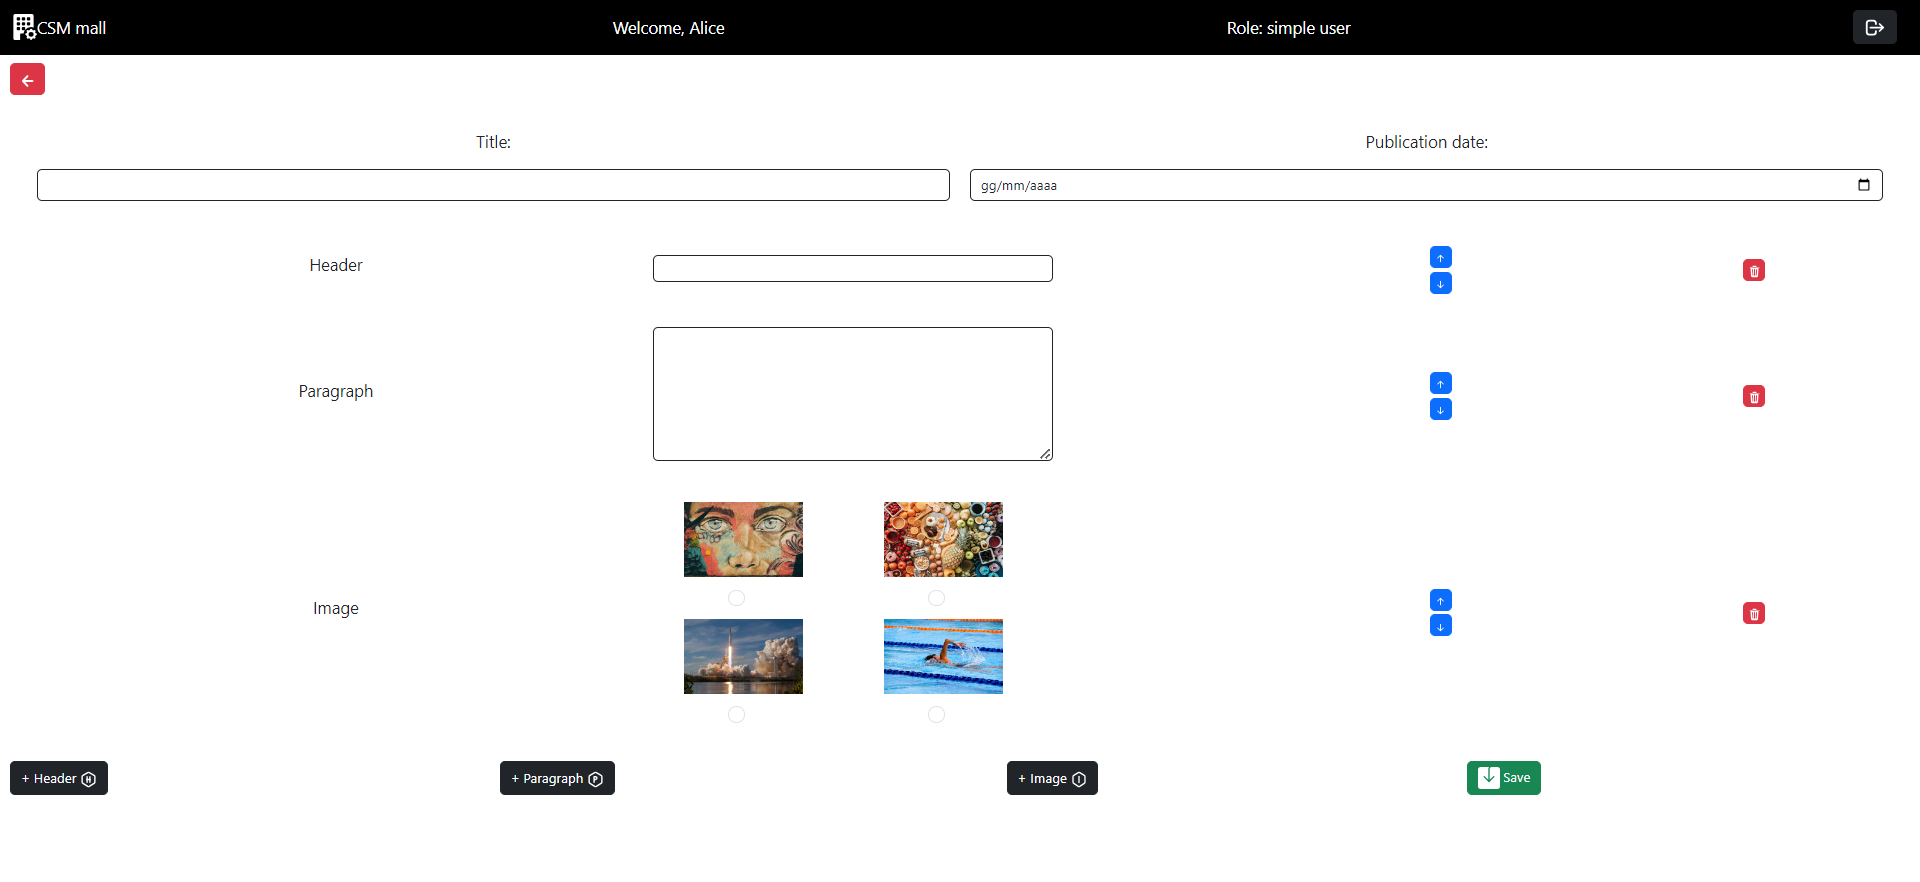 CSM mall
Welcome, Alice
Role: simple user
Title:
Publication date:
gg/mm/aaaa
Header
Paragraph
Image
+ Header H
+ Paragraph P
+ Image I
Save